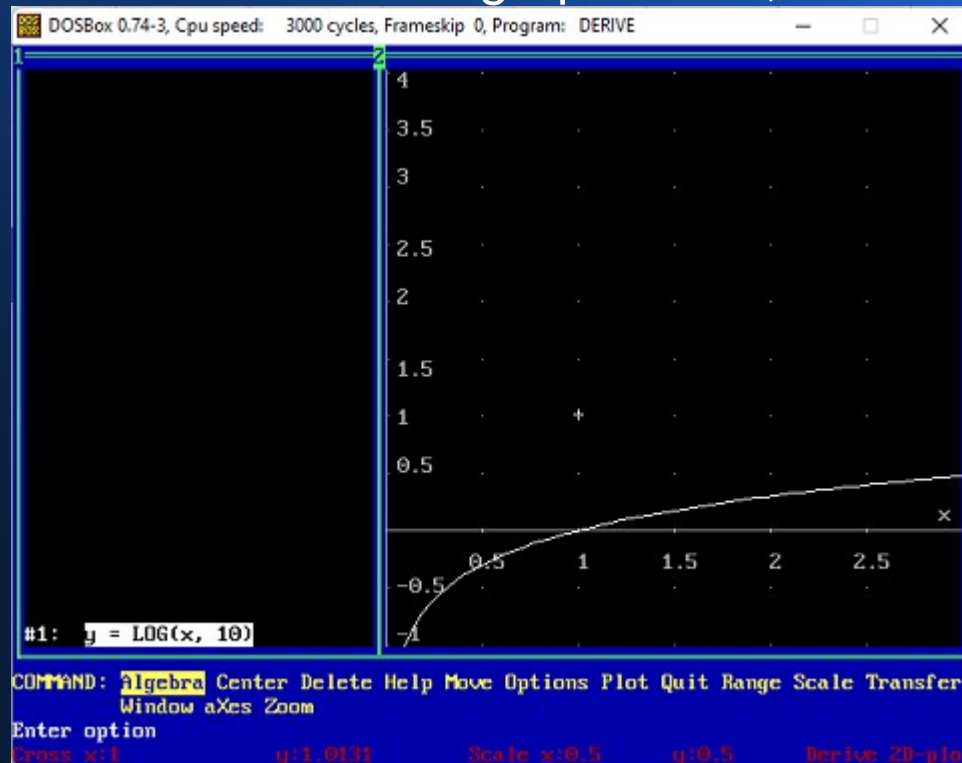 DOSBox 0.74-3, Cpu speed: 3000 cycles, Frameskip 0, Program: DERIVE
1
2
4
3.5
3
2.5
2
1.5
1
0.5
x
0.5 1 1.5 2 2.5
-0.5
-1
#1: y = LOG(x, 10)
COMMAND: Algebra Center Delete Help Move Options Plot Quit Range Scale Transfer
Window aXes Zoom
Enter option
Cross x:1 y:1.0131 Scale x:0.5 y:0.5 Derive 2D-plo